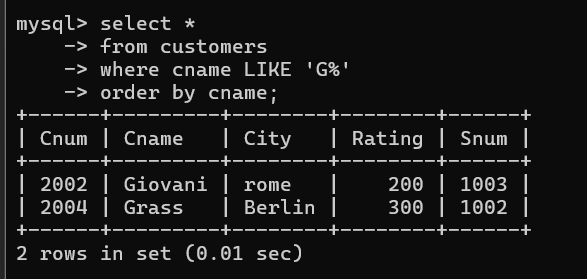 mysql> select *
    -> from customers
    -> where cname LIKE 'G%'
    -> order by cname;
+------+---------+--------+--------+------+
| Cnum | Cname   | City   | Rating | Snum |
+------+---------+--------+--------+------+
| 2002 | Giovani | rome   |    200 | 1003 |
| 2004 | Grass   | Berlin |    300 | 1002 |
+------+---------+--------+--------+------+
2 rows in set (0.01 sec)